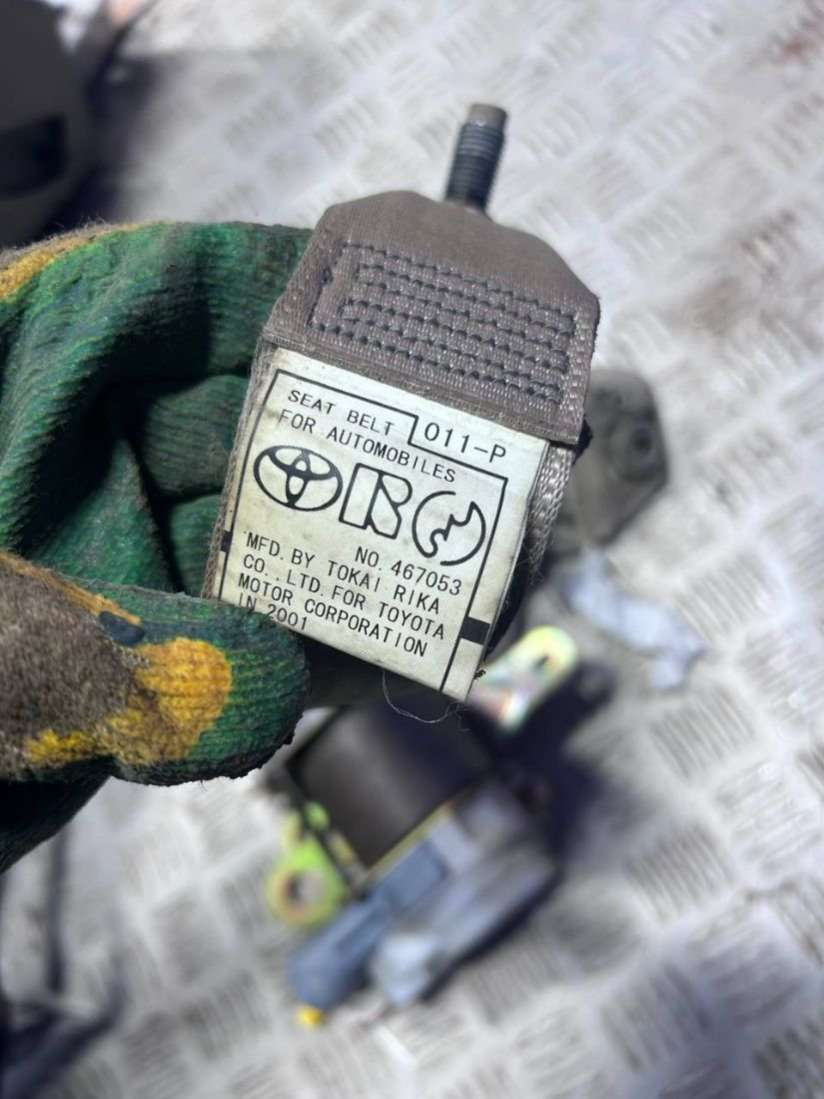 SEAT BELT 011-P
FOR AUTOMOBILES
NO. 467053
MFD. BY TOKAI RIKA
CO., LTD. FOR TOYOTA
MOTOR CORPORATION
IN 2001